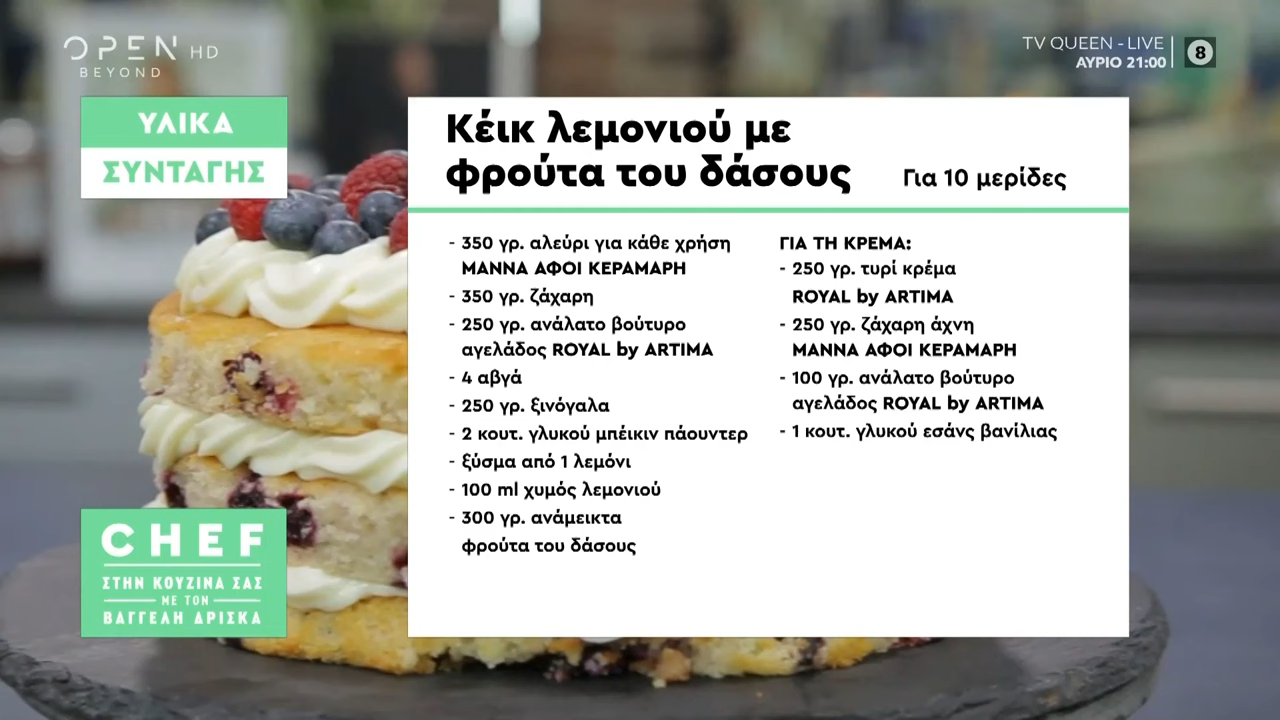 OPEN HD
BEYOND
TV QUEEN - LIVE
ΑΥΡΙΟ 21:00
8
ΥΛΙΚΑ
ΣΥΝΤΑΓΗΣ
Κέικ λεμονιού με
φρούτα του δάσους
Για 10 μερίδες
- 350 γρ. αλεύρι για κάθε χρήση
ΜΑΝΝΑ ΑΦΟΙ ΚΕΡΑΜΑΡΗ
- 350 γρ. ζάχαρη
- 250 γρ. ανάλατο βούτυρο
αγελάδος ROYAL by ARTIMA
- 4 αβγά
- 250 γρ. ξινόγαλα
- 2 κουτ. γλυκού μπέικιν πάουντερ
- ξύσμα από 1 λεμόνι
- 100 ml χυμός λεμονιού
- 300 γρ. ανάμεικτα
φρούτα του δάσους
ΓΙΑ ΤΗ ΚΡΕΜΑ:
- 250 γρ. τυρί κρέμα
ROYAL by ARTIMA
- 250 γρ. ζάχαρη άχνη
ΜΑΝΝΑ ΑΦΟΙ ΚΕΡΑΜΑΡΗ
- 100 γρ. ανάλατο βούτυρο
αγελάδος ROYAL by ARTIMA
- 1 κουτ. γλυκού εσάνς βανίλιας
CHEF
ΣΤΗΝ ΚΟΥΖΙΝΑ ΣΑΣ
ΜΕ ΤΟΝ
ΒΑΓΓΕΛΗ ΔΡΙΣΚΑ